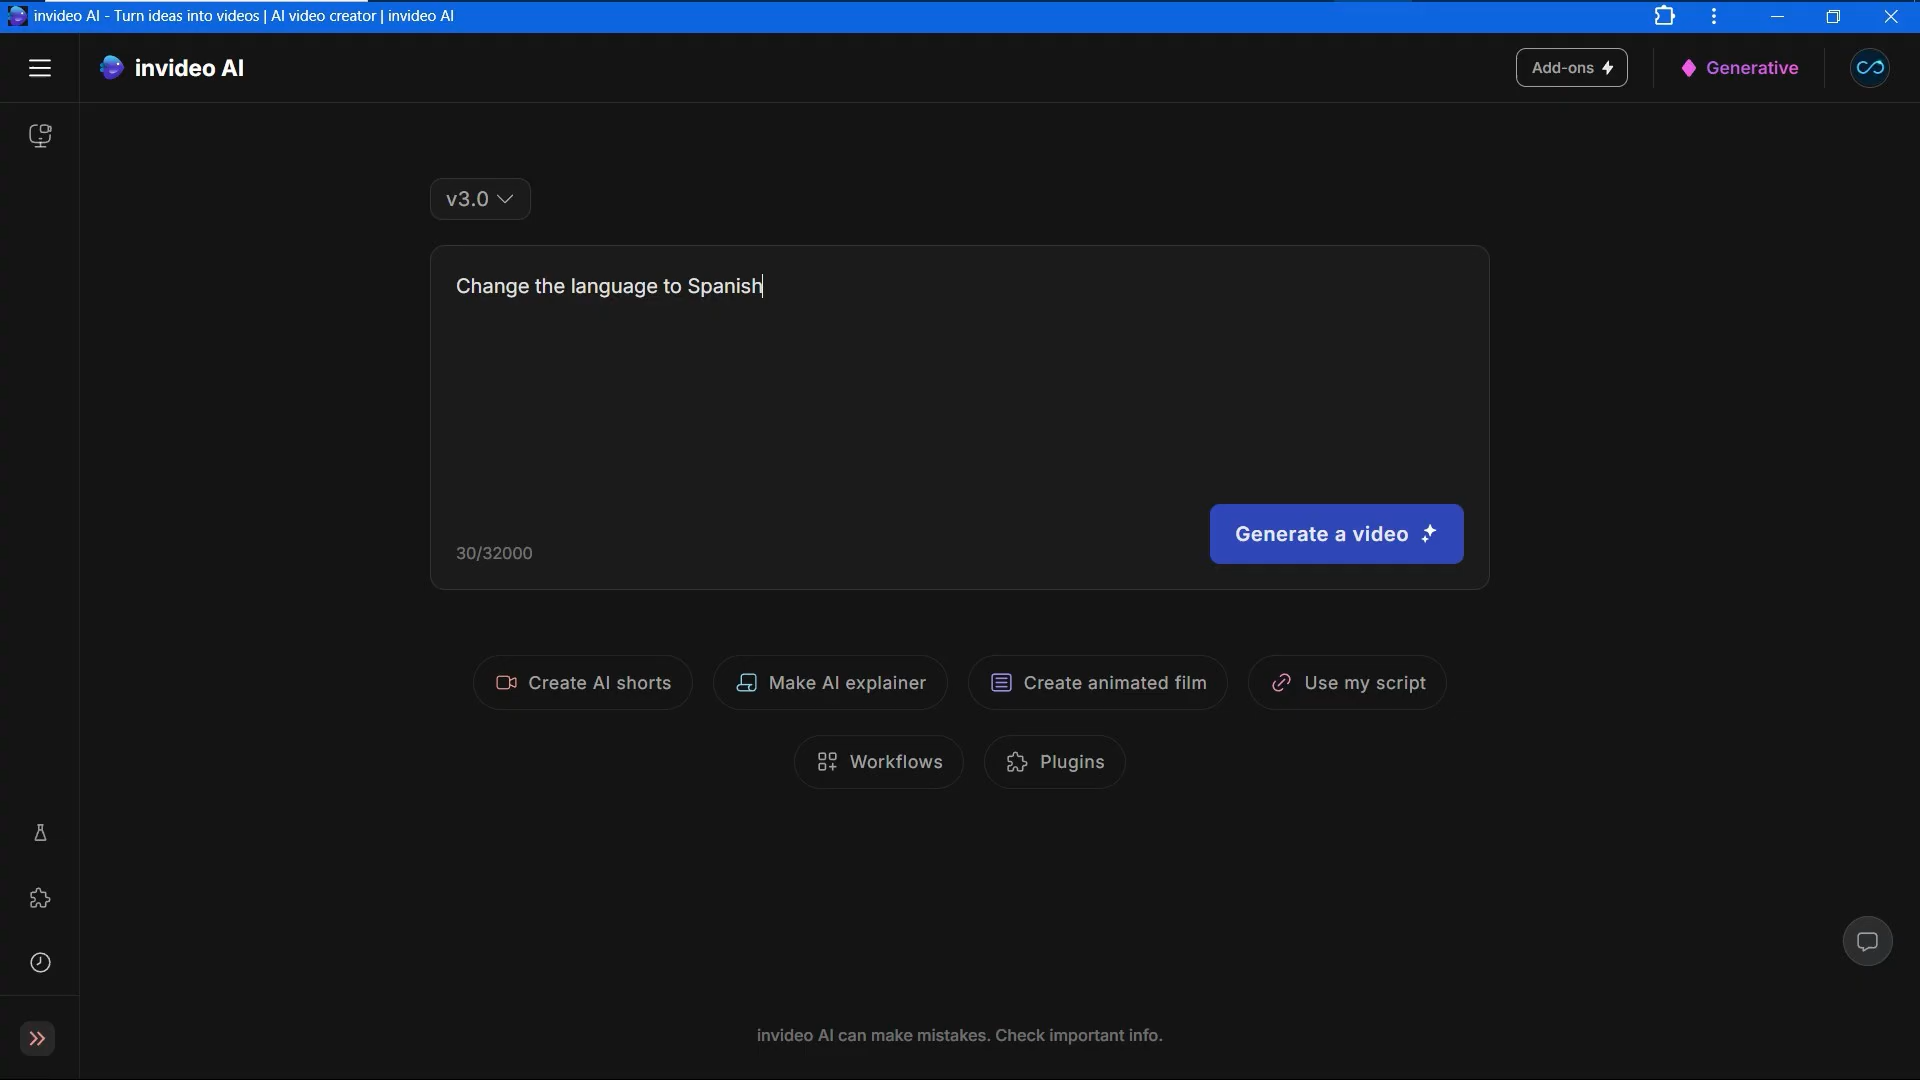 invideo AI - Turn ideas into videos | AI video creator | invideo AI
invideo AI
Add-ons
Generative
v3.0
Change the language to Spanish
30/32000
Generate a video
Create AI shorts
Make AI explainer
Create animated film
Use my script
Workflows
Plugins
invideo AI can make mistakes. Check important info.